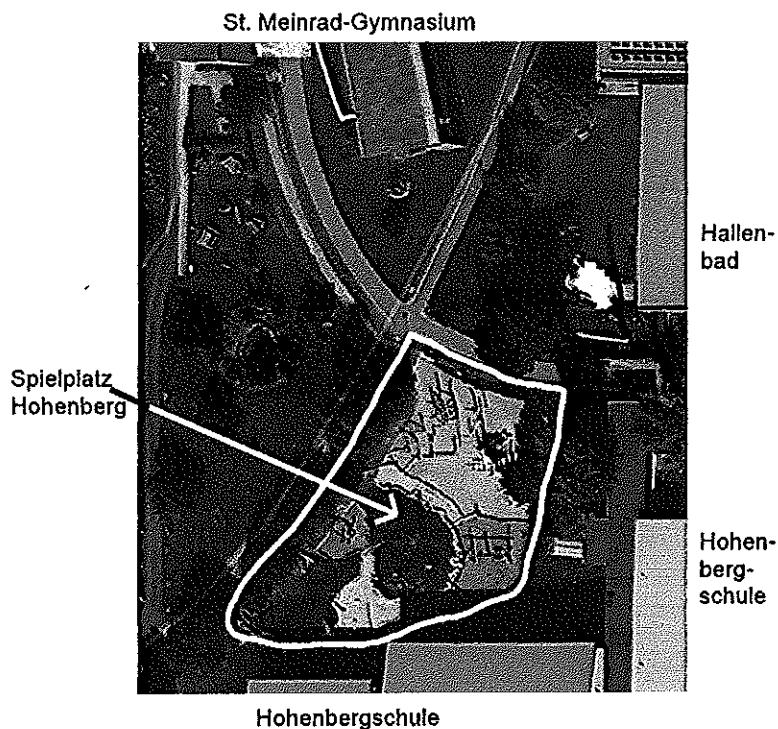 St. Meinrad-Gymnasium
Hallen-
bad
Spielplatz
Hohenberg
Hohen-
berg-
schule
Hohenbergschule